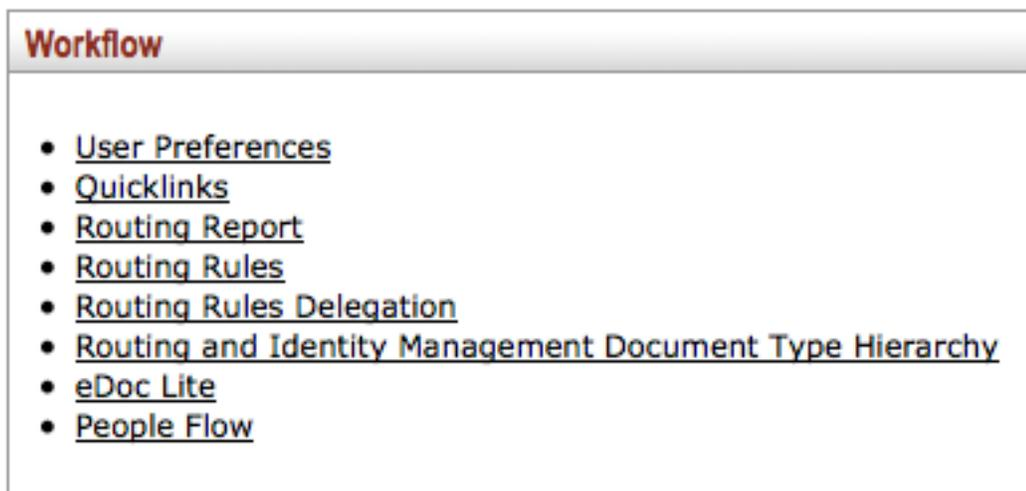 Workflow
• User Preferences
• Quicklinks
• Routing Report
• Routing Rules
• Routing Rules Delegation
• Routing and Identity Management Document Type Hierarchy
• eDoc Lite
• People Flow